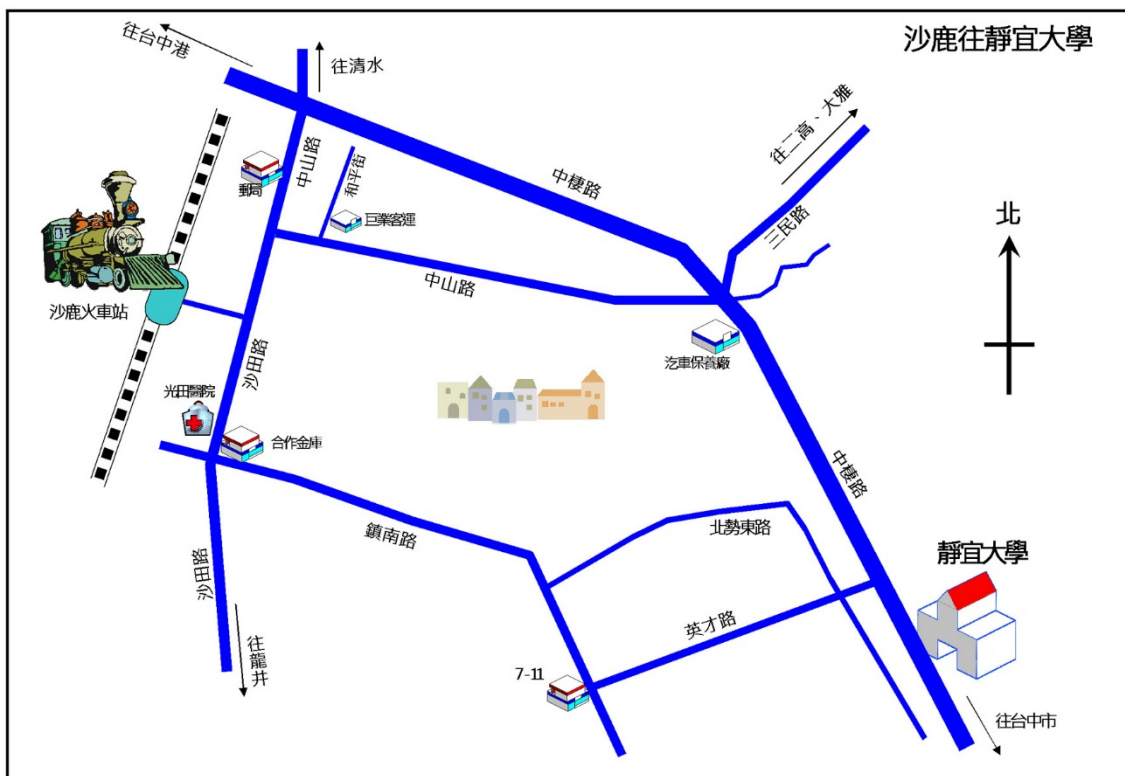 沙鹿往靜宜大學
往台中港
往清水
往二高、大雅
中山路
和平街
郵局
巨業客運
中棲路
三民路
北
沙鹿火車站
中山路
沙田路
汽車保養廠
光田醫院
合作金庫
中棲路
鎮南路
北勢東路
靜宜大學
沙田路
英才路
往龍井
7-11
往台中市